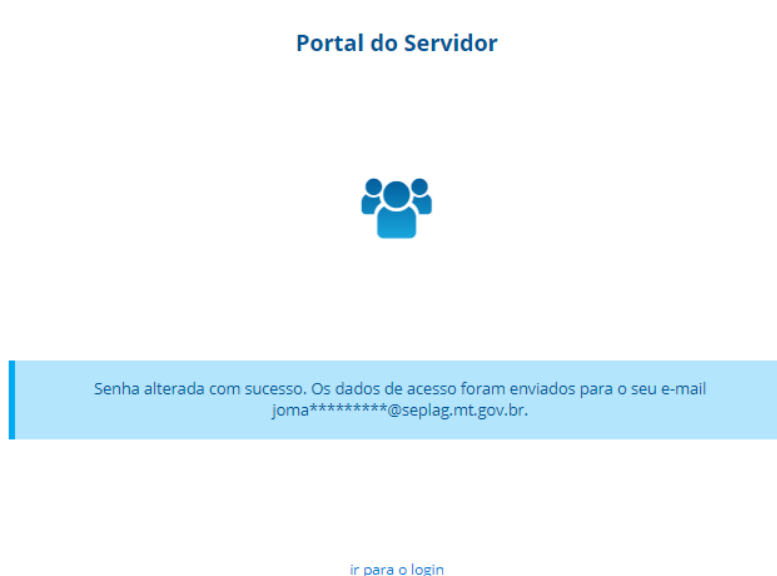 Portal do Servidor
Senha alterada com sucesso. Os dados de acesso foram enviados para o seu e-mail
joma*********@seplag.mt.gov.br.
ir para o login